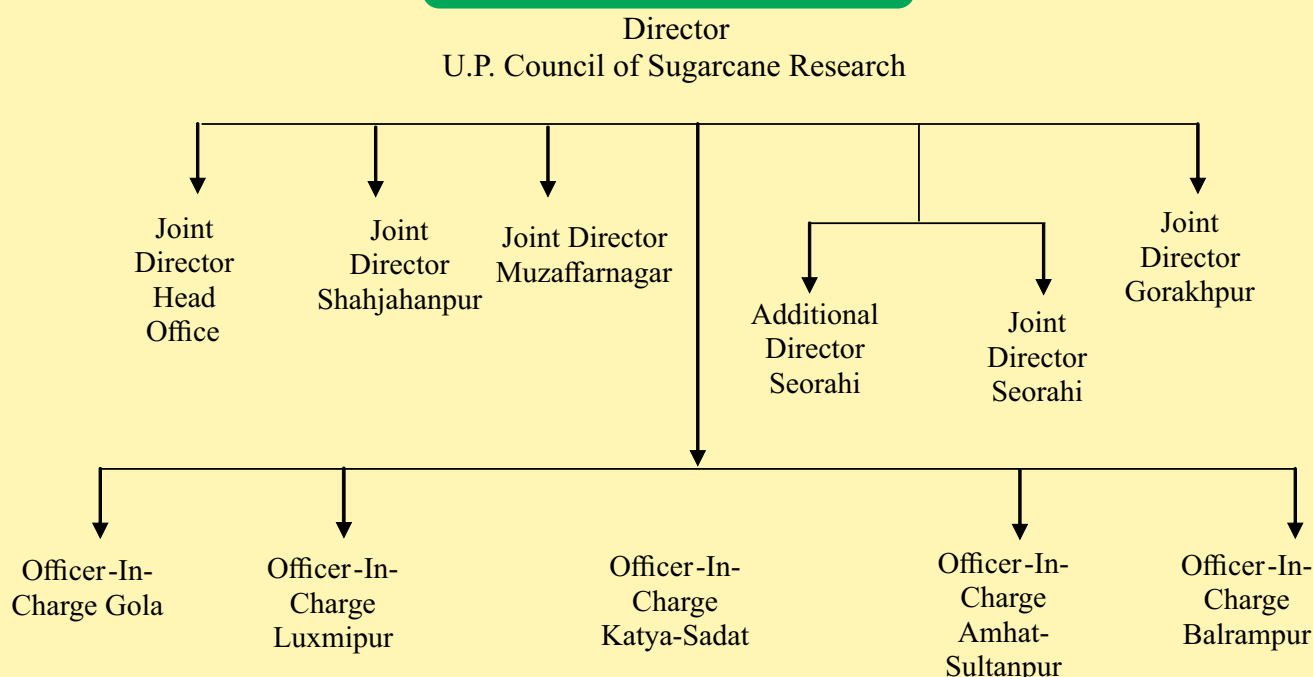 Director
U.P. Council of Sugarcane Research
Joint
Director
Head
Office
Joint
Director
Shahjahanpur
Joint Director
Muzaffarnagar
Additional
Director
Seorahi
Joint
Director
Seorahi
Joint
Director
Gorakhpur
Officer-In-
Charge Gola
Officer-In-
Charge
Luxmipur
Officer-In-
Charge
Katya-Sadat
Officer-In-
Charge
Amhat-
Sultanpur
Officer-In-
Charge
Balrampur